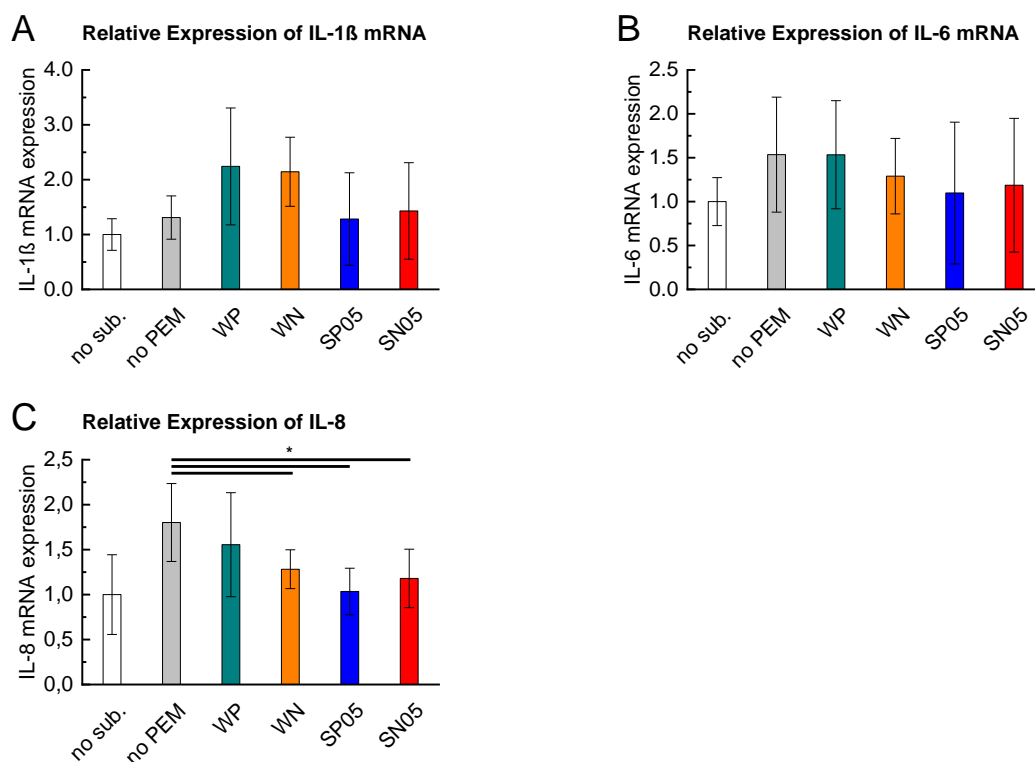 A
Relative Expression of IL-1ß mRNA
IL-1ß mRNA expression
4.0
3.0
2.0
1.0
0.0
no sub.
no PEM
WP
WN
SP05
SN05
B
Relative Expression of IL-6 mRNA
IL-6 mRNA expression
2.5
2.0
1.5
1.0
0.5
0.0
no sub.
no PEM
WP
WN
SP05
SN05
C
Relative Expression of IL-8
IL-8 mRNA expression
2,5
2,0
1,5
1,0
0,5
0,0
*
no sub.
no PEM
WP
WN
SP05
SN05